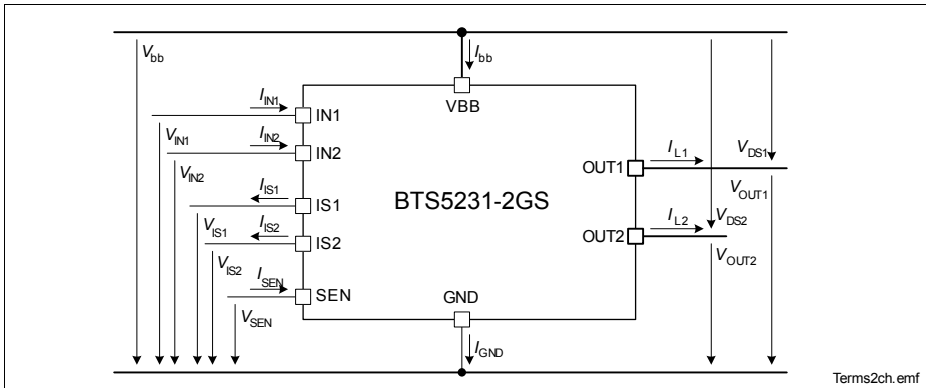 Vbb
Ibb
VBB
IIN1
IN1
VIN1
IIN2
IN2
VIN2
IIS1
IS1
VIS1
IIS2
IS2
VIS2
ISEN
SEN
VSEN
BTS5231-2GS
OUT1
IL1
VDS1
VOUT1
OUT2
IL2
VDS2
VOUT2
GND
IGND
Terms2ch.emf